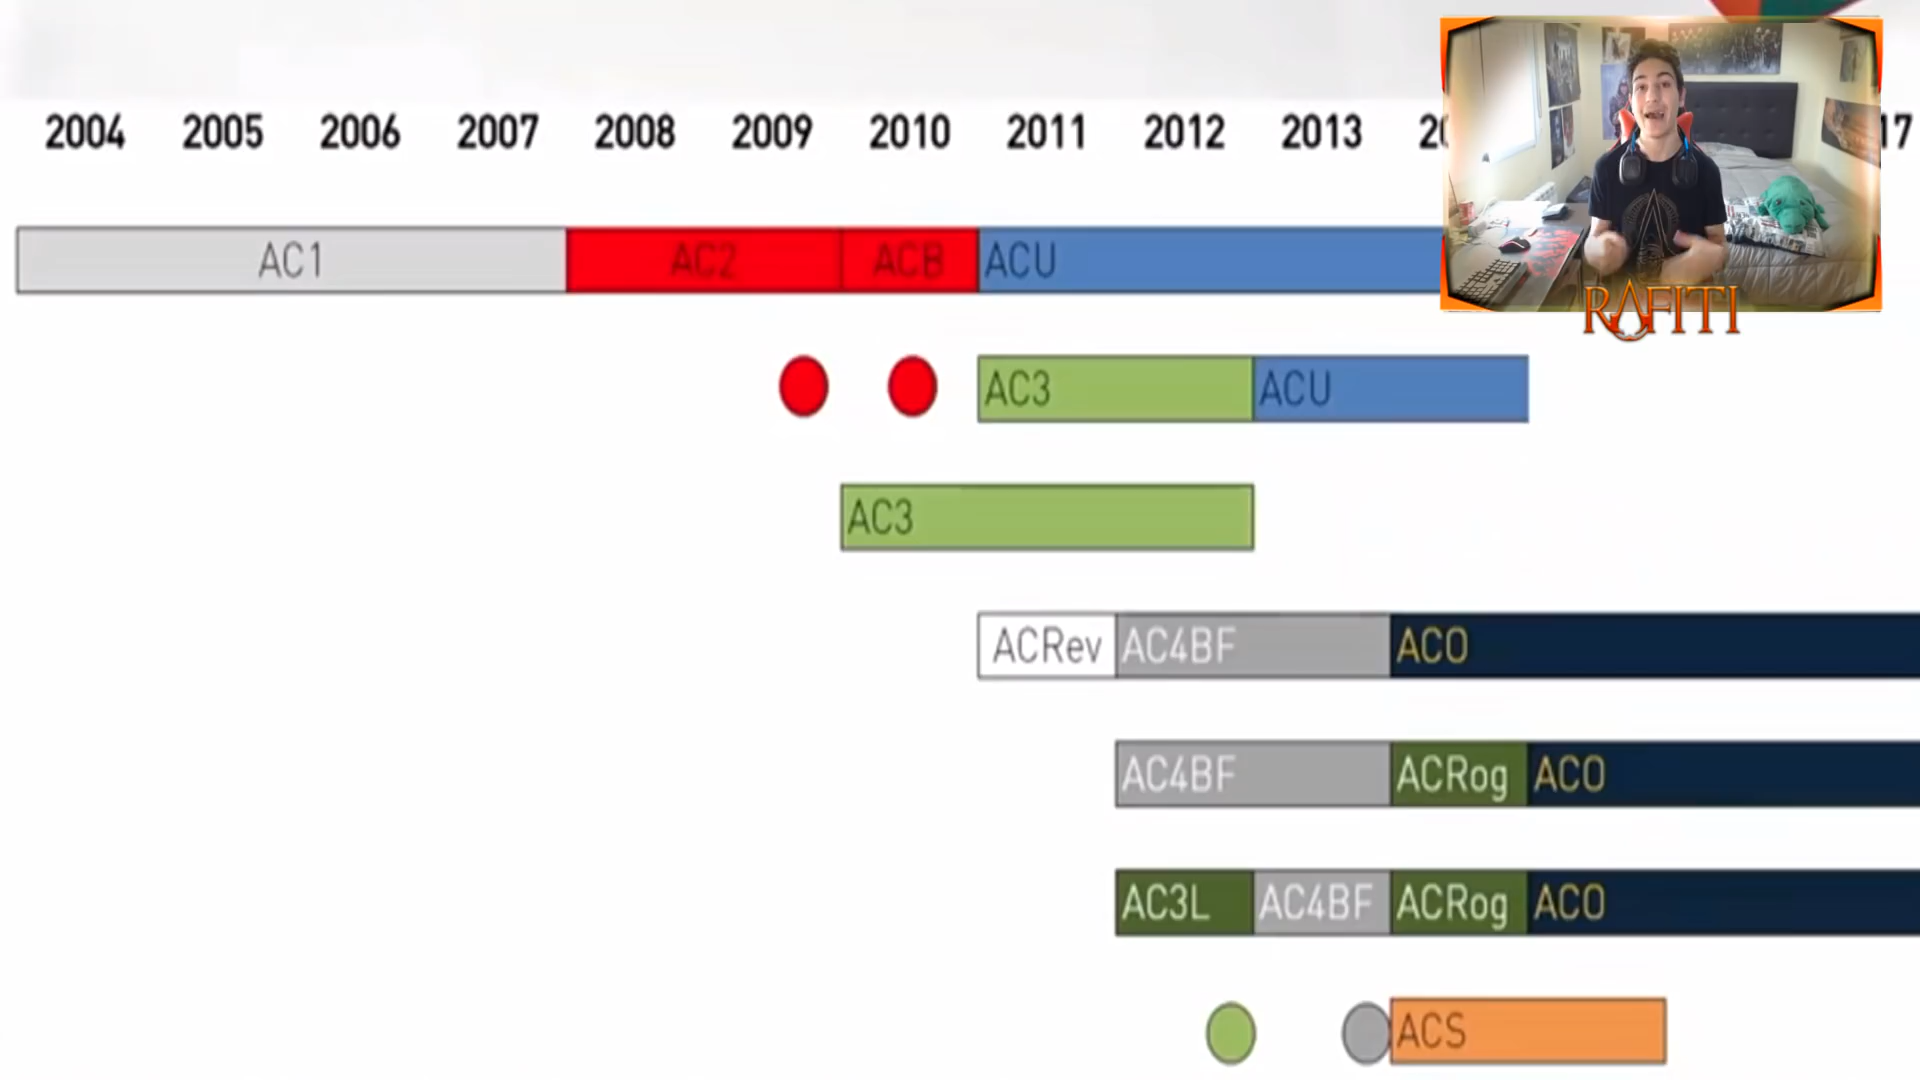 2004 2005 2006 2007 2008 2009 2010 2011 2012 2013 20 17
AC1 AC2 ACB ACU
RAFITI
AC3 ACU
AC3
ACRev AC4BF ACO
AC4BF ACRog ACO
AC3L AC4BF ACRog ACO
ACS